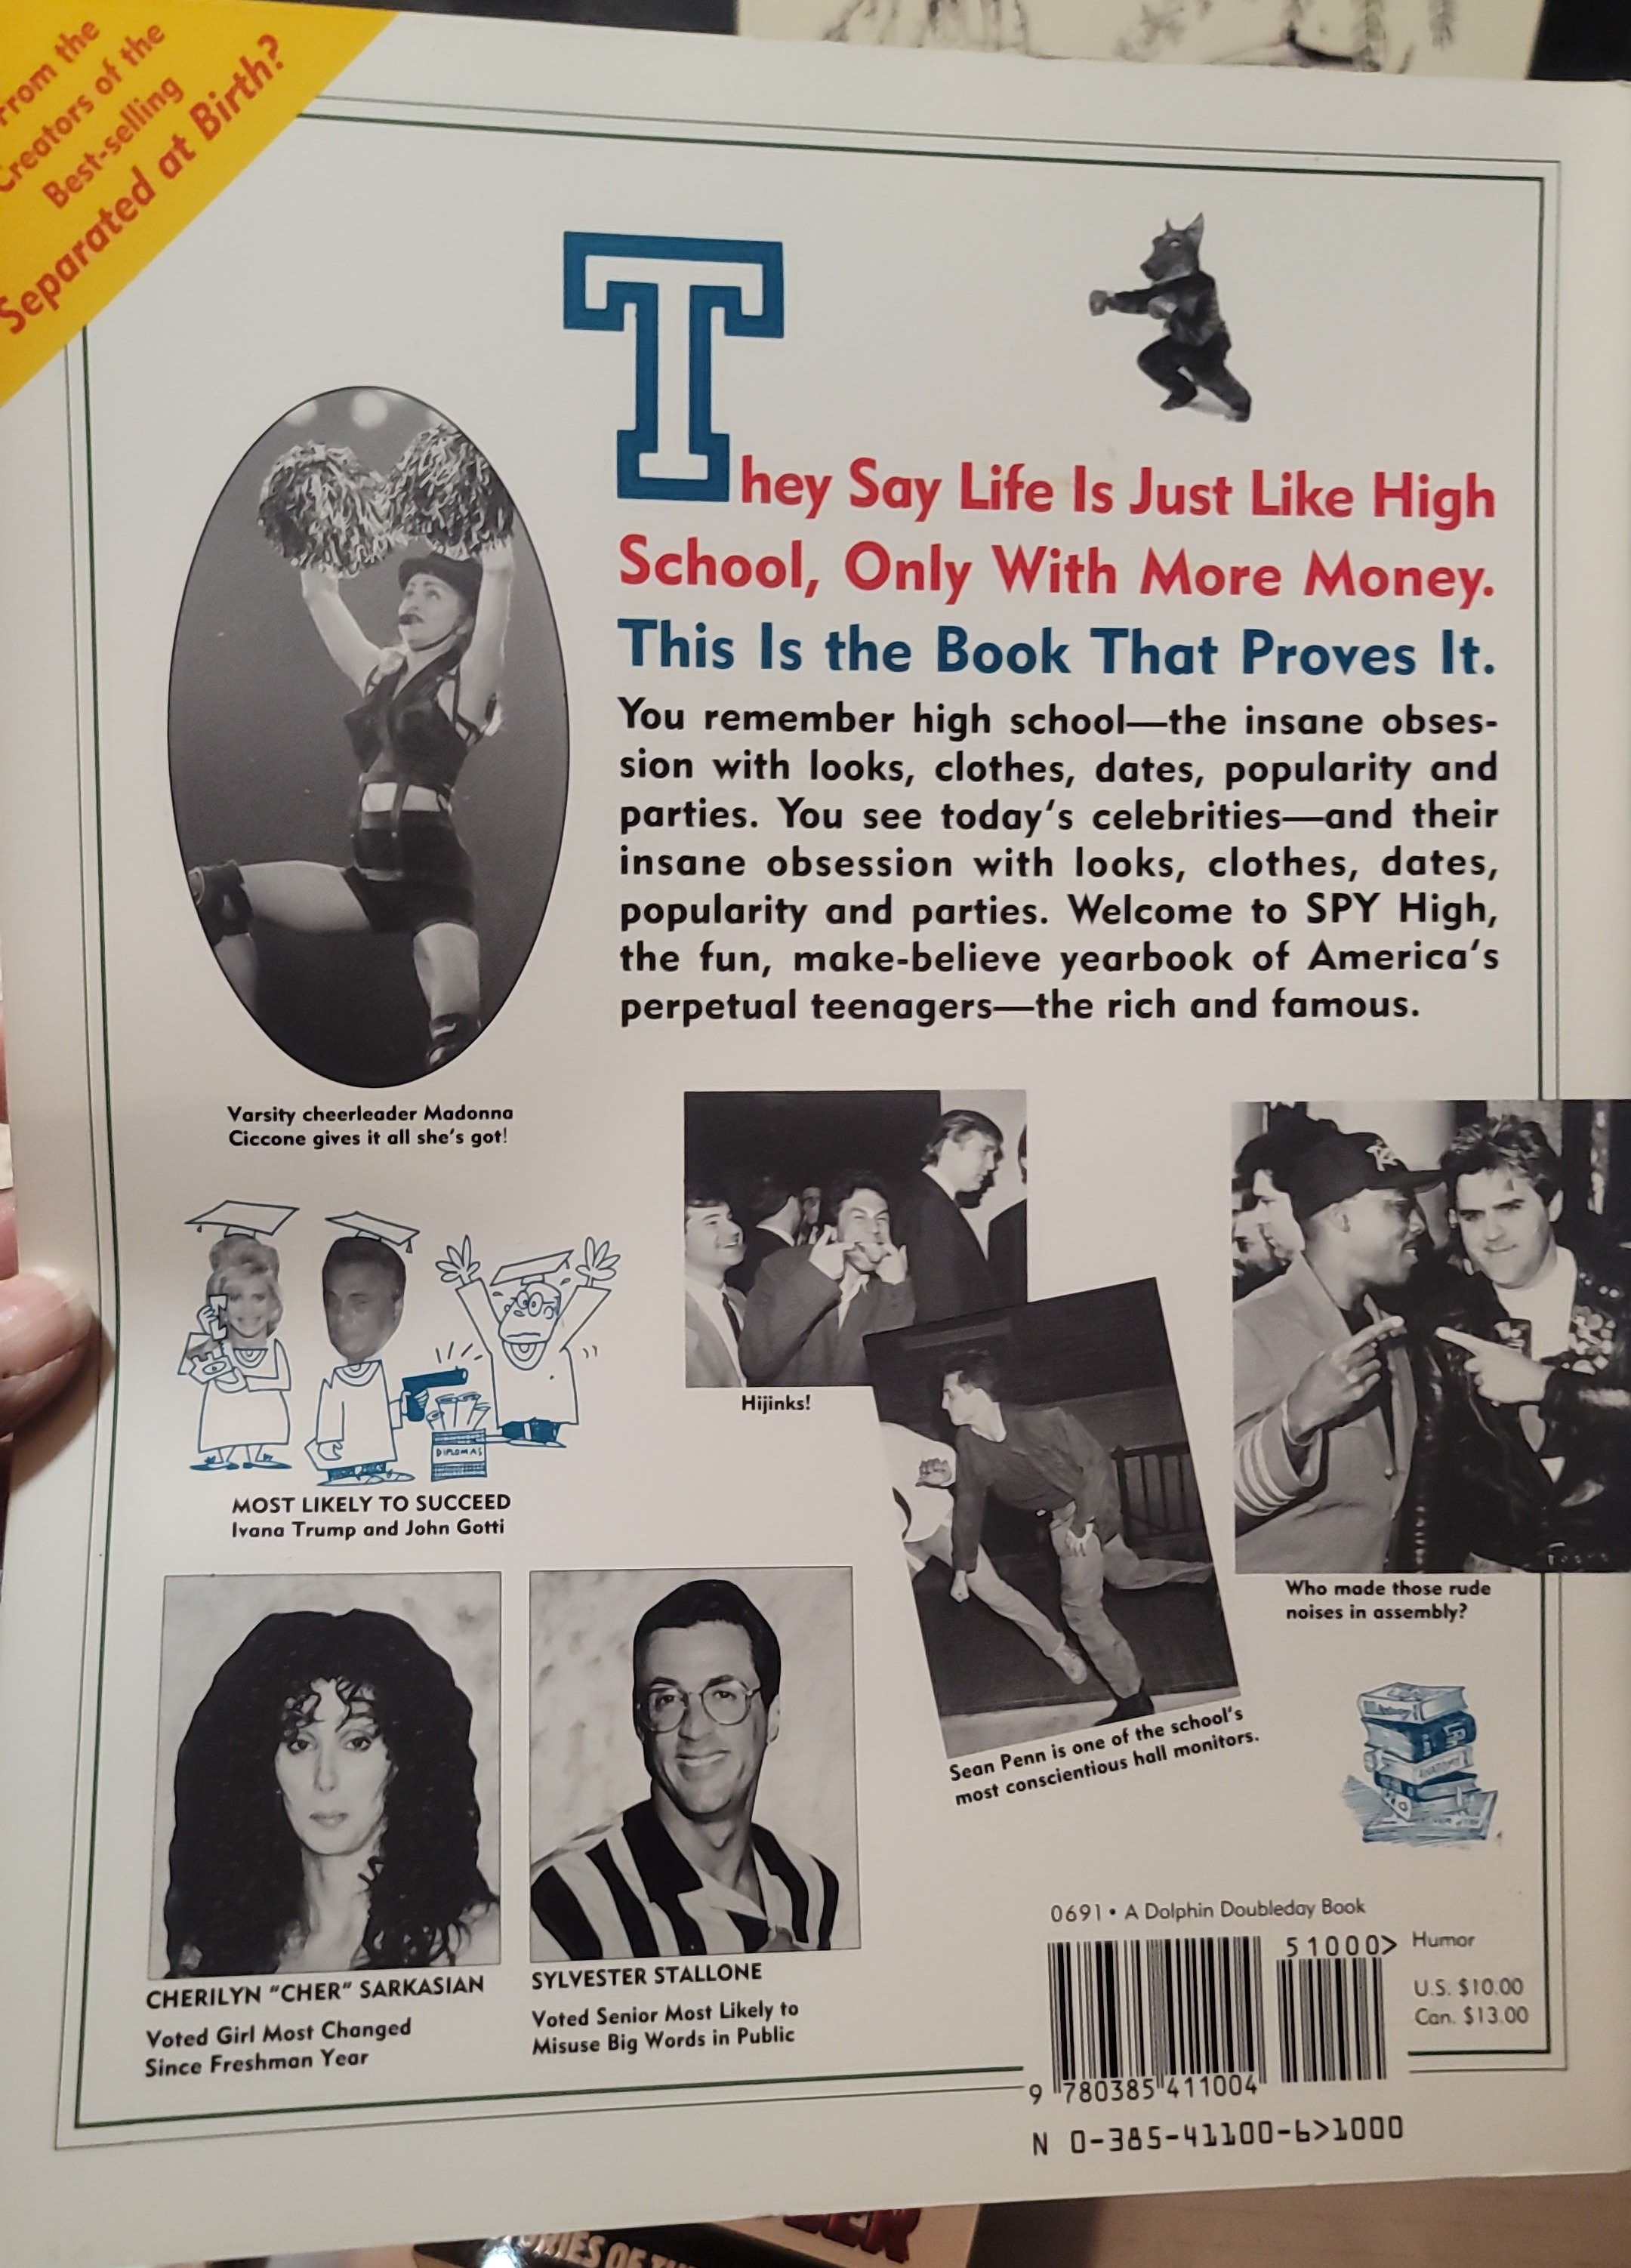 From the
Creators of the
Best-selling
Separated at Birth?
They Say Life Is Just Like High
School, Only With More Money.
This Is the Book That Proves It.
You remember high school—the insane obses-
sion with looks, clothes, dates, popularity and
parties. You see today's celebrities—and their
insane obsession with looks, clothes, dates,
popularity and parties. Welcome to SPY High,
the fun, make-believe yearbook of America's
perpetual teenagers—the rich and famous.
Varsity cheerleader Madonna
Ciccone gives it all she's got!
Hijinks!
DIPLOMAS
MOST LIKELY TO SUCCEED
Ivana Trump and John Gotti
Who made those rude
noises in assembly?
Sean Penn is one of the school's
most conscientious hall monitors.
ANATOMY
CHERILYN "CHER" SARKASIAN
Voted Girl Most Changed
Since Freshman Year
SYLVESTER STALLONE
Voted Senior Most Likely to
Misuse Big Words in Public
0691 • A Dolphin Doubleday Book
51000>
Humor
U.S. $10.00
Can. $13.00
9 780385 411004
N 0-385-41100-6>1000